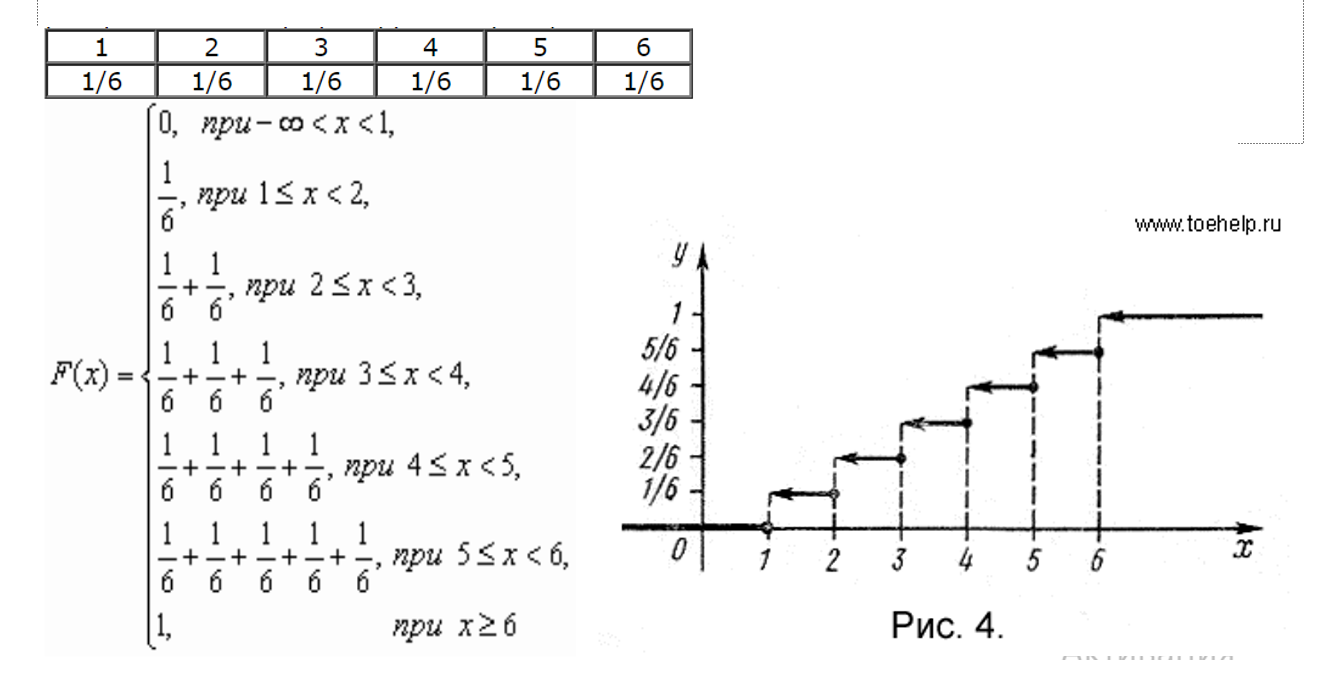 1 2 3 4 5 6
1/6 1/6 1/6 1/6 1/6 1/6
0, при − ∞ < x < 1,
1/6, при 1 ≤ x < 2,
1/6 + 1/6, при 2 ≤ x < 3,
F(x) = 1/6 + 1/6 + 1/6, при 3 ≤ x < 4,
1/6 + 1/6 + 1/6 + 1/6, при 4 ≤ x < 5,
1/6 + 1/6 + 1/6 + 1/6 + 1/6, при 5 ≤ x < 6,
1, при x ≥ 6
www.toehelp.ru
y
1
5/6
4/6
3/6
2/6
1/6
0 1 2 3 4 5 6 x
Рис. 4.